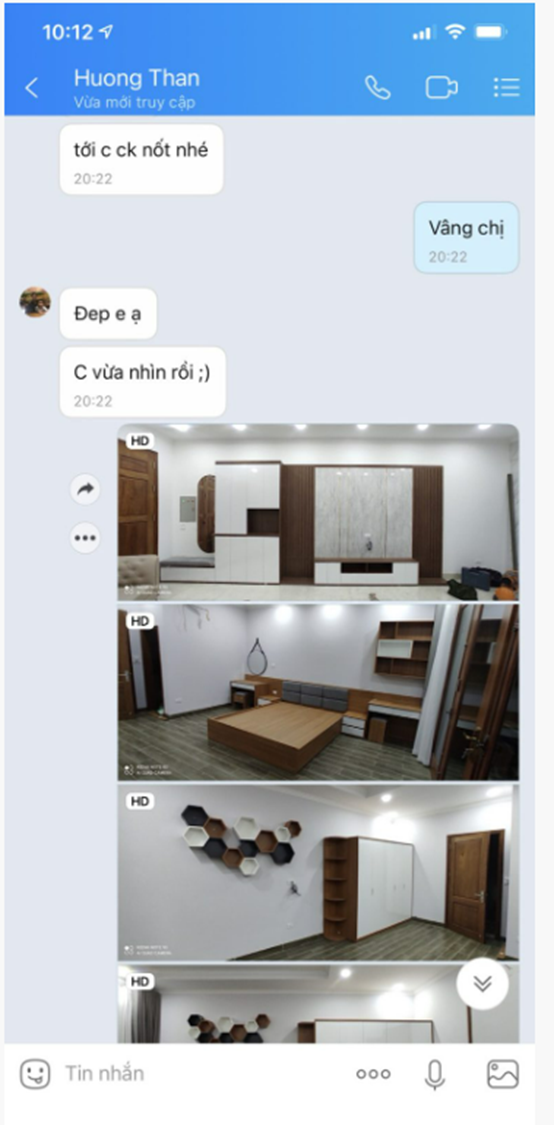 10:12
Huong Than
Vừa mới truy cập
tới c ck nốt nhé
20:22
Vâng chị
20:22
Đep e ạ
C vừa nhìn rồi ;)
20:22
HD
HD
HD
HD
Tin nhắn